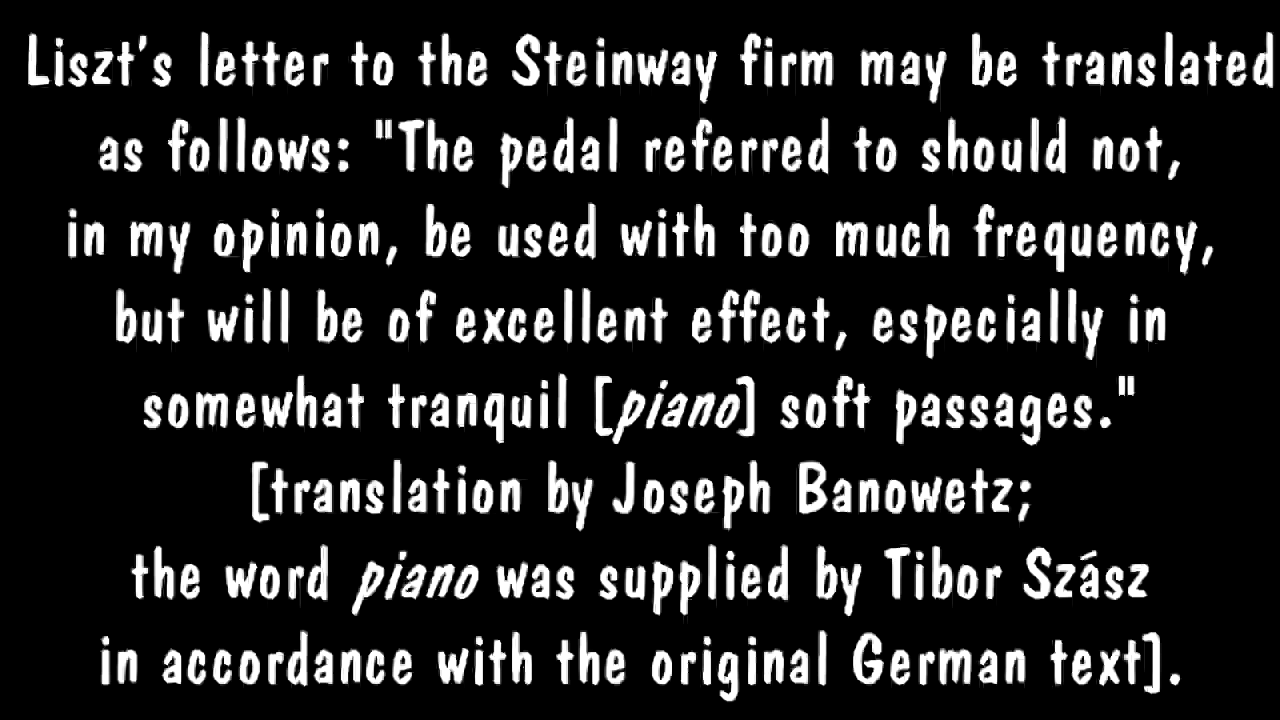 Liszt's letter to the Steinway firm may be translated
as follows: "The pedal referred to should not,
in my opinion, be used with too much frequency,
but will be of excellent effect, especially in
somewhat tranquil [piano] soft passages."
[translation by Joseph Banowetz;
the word piano was supplied by Tibor Szász
in accordance with the original German text].